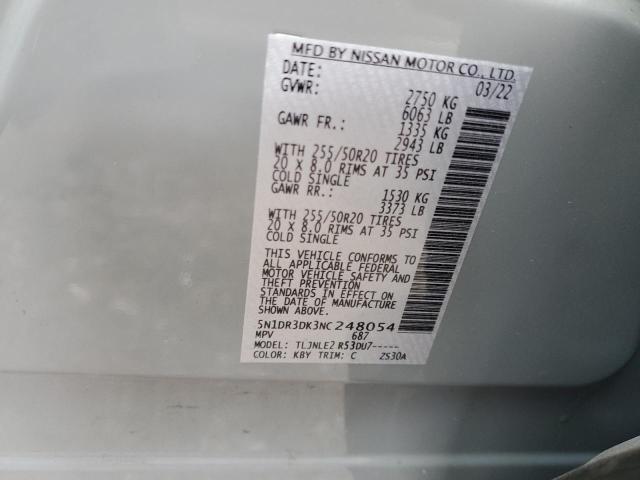 MFD BY NISSAN MOTOR CO., LTD.
DATE: 03/22
GVWR: 2750 KG
6063 LB
GAWR FR.: 1335 KG
2943 LB
WITH 255/50R20 TIRES
20 X 8.0 RIMS AT 35 PSI
COLD SINGLE
GAWR RR.: 1530 KG
3373 LB
WITH 255/50R20 TIRES
20 X 8.0 RIMS AT 35 PSI
COLD SINGLE
THIS VEHICLE CONFORMS TO
ALL APPLICABLE FEDERAL
MOTOR VEHICLE SAFETY AND
THEFT PREVENTION
STANDARDS IN EFFECT ON
THE DATE OF MANUFACTURE
SHOWN ABOVE.
5N1DR3DK3NC248054
MPV 687
MODEL: TLJNLE2 R53DU7-----
COLOR: KBY TRIM: C ZS30A